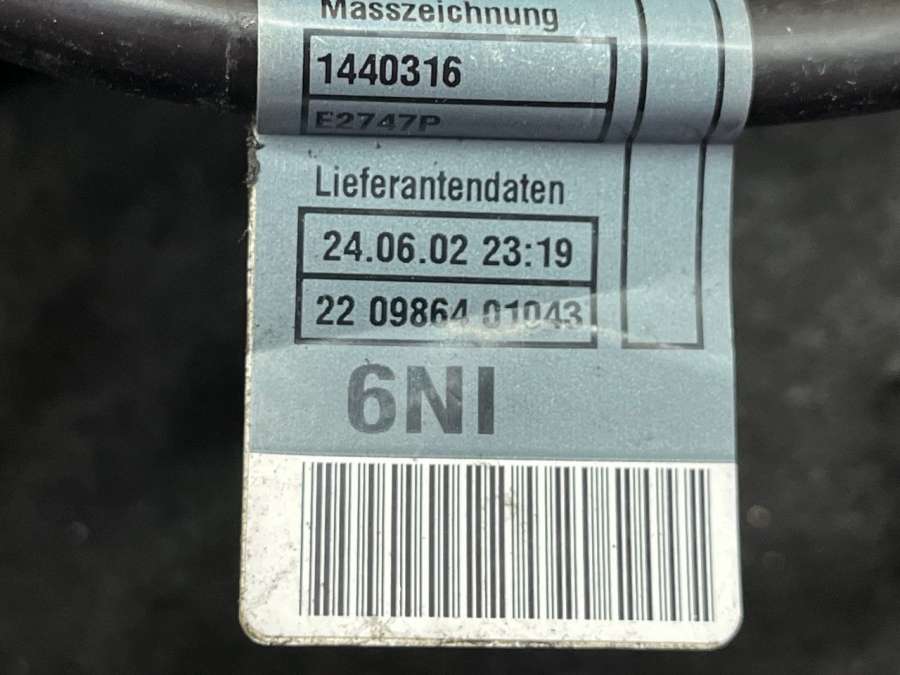 Masszeichnung
1440316
E2747P
Lieferantendaten
24.06.02 23:19
22 09864 01043
6NI